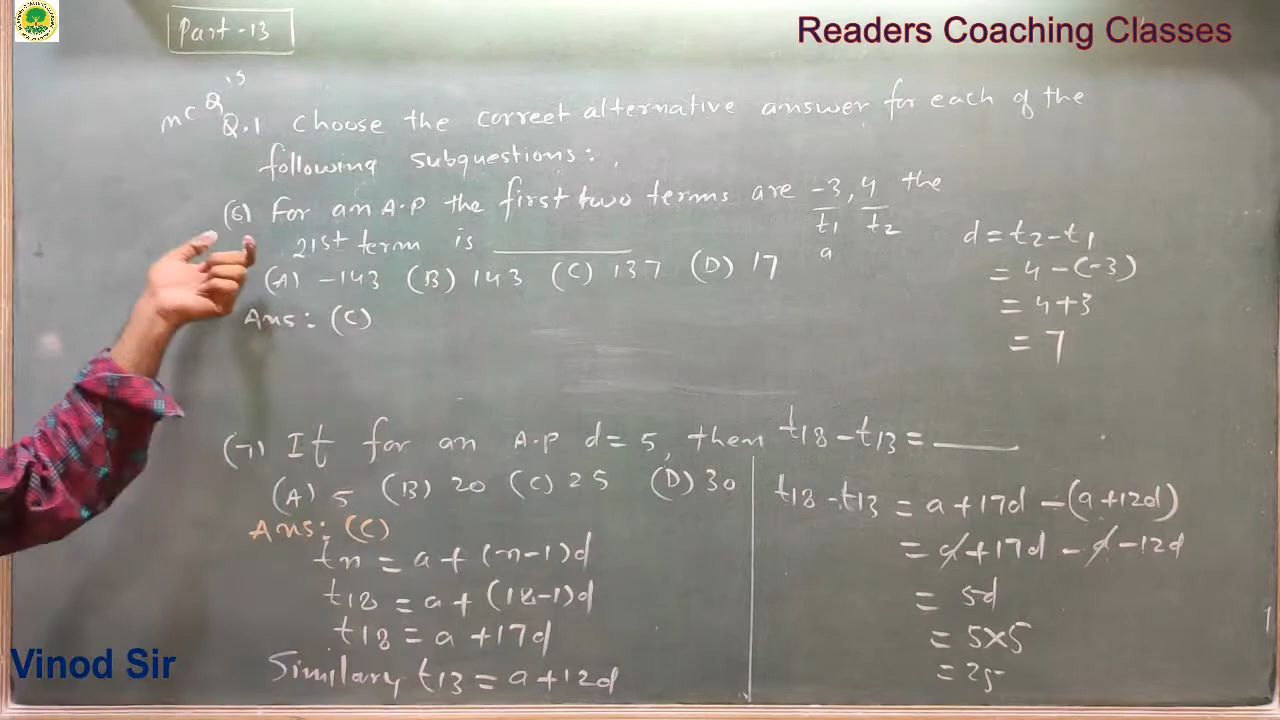 Readers Coaching Classes
Part-13
MCQ's
Q.1 Choose the correct alternative answer for each of the
following subquestions:
(6) For an A.P the first two terms are -3, 4 the
t1 t2
a
21st term is ________
(A) -143 (B) 143 (C) 137 (D) 17
Ans: (C)
d = t2 - t1
= 4 - (-3)
= 4 + 3
= 7
(7) If for an A.P d = 5, then t18 - t13 = ____
(A) 5 (B) 20 (C) 25 (D) 30
Ans: (C)
tn = a + (n-1)d
t18 = a + (18-1)d
t18 = a + 17d
Similary t13 = a + 12d
t18 - t13 = a + 17d - (a + 12d)
= a + 17d - a - 12d
= 5d
= 5×5
= 25
Vinod Sir